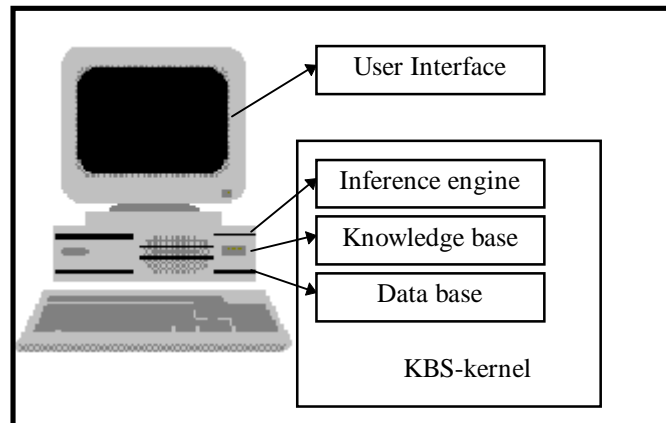 User Interface
Inference engine
Knowledge base
Data base
KBS-kernel